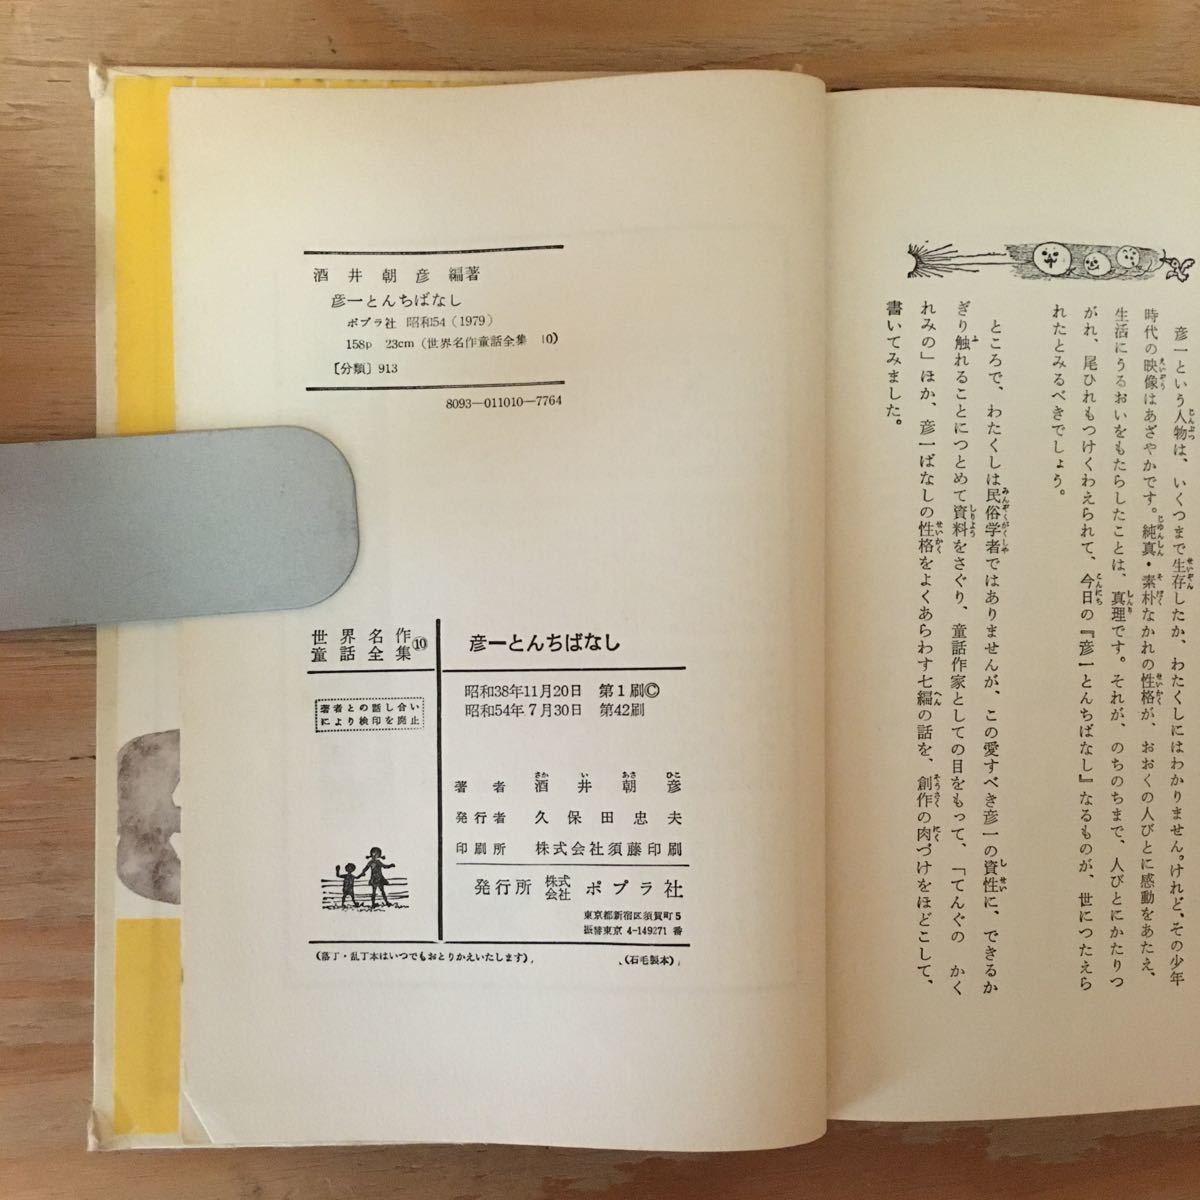 彦一という人物は、いくつまで生存したか、わたくしにはわかりません。けれど、その少年
時代の映像はあざやかです。純真・素朴なかれの性格が、おおくの人びとに感動をあたえ、
生活にうるおいをもたらしたことは、真理です。それが、のちのちまで、人びとにかたりつ
がれ、尾ひれもつけくわえられて、今日の『彦一とんちばなし』なるものが、世につたえら
れたとみるべきでしょう。
ところで、わたくしは民俗学者ではありませんが、この愛すべき彦一の資性に、できるか
ぎり触れることにつとめて資料をさぐり、童話作家としての目をもって、「てんぐの かく
れみの」ほか、彦一ばなしの性格をよくあらわす七編の話を、創作の肉づけをほどこして、
書いてみました。
酒井朝彦 編著
彦一とんちばなし
ポプラ社 昭和54(1979)
158p 23cm (世界名作童話全集 10)
〔分類〕913
8093—011010—7764
世界名作
童話全集⑩
彦一とんちばなし
著者との話し合い
により検印を廃止
昭和38年11月20日 第1刷©
昭和54年7月30日 第42刷
さかい あさひこ
著者 酒井朝彦
発行者 久保田忠夫
印刷所 株式会社須藤印刷
発行所 株式会社 ポプラ社
東京都新宿区須賀町5
振替東京 4-149271 番
(落丁・乱丁本はいつでもおとりかえいたします)
(石毛製本)